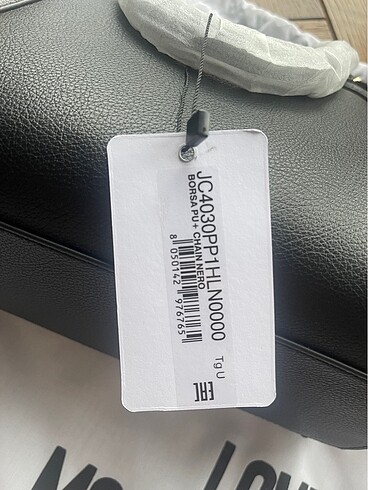 JC4030PP1HLN0000
BORSA PU+ CHAIN NERO
8 050142 976765
Tg U
EAC